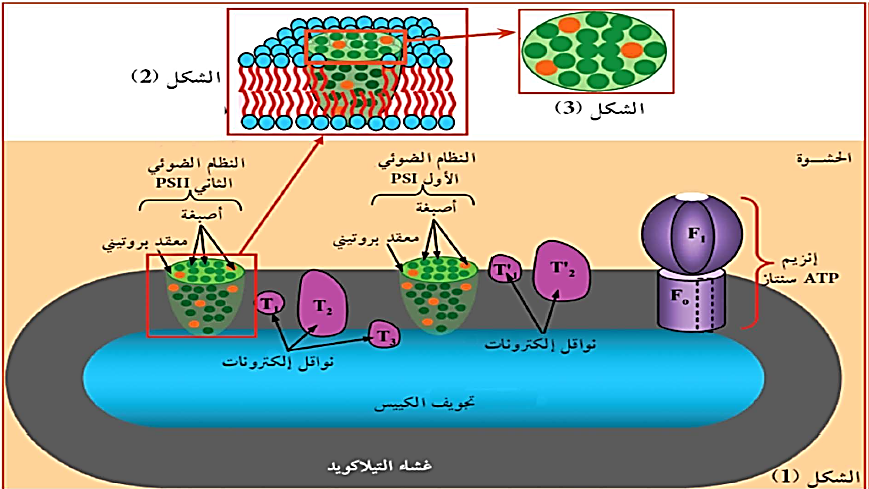 الشكل (2)
الشكل (3)
الحشـــوة
النظام الضوئي
الثاني PSII
أصبغة
معقد بروتيني
النظام الضوئي
الأول PSI
أصبغة
معقد بروتيني
F1
Fo
إنزيم
ATP سنتاز
T1
T2
T3
نواقل إلكترونات
T'1
T'2
نواقل إلكترونات
تجويف الكييس
غشاء التيلاكويد
الشكل (1)